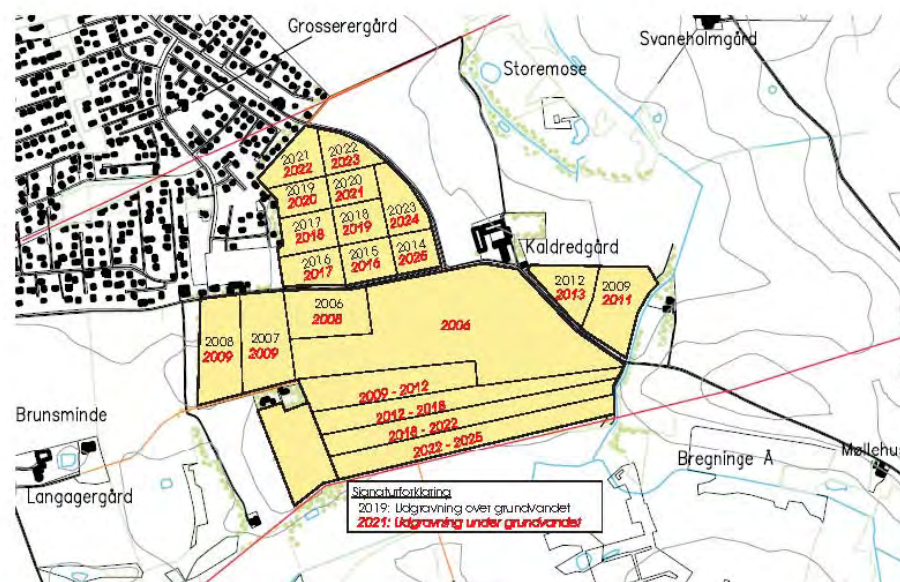 Grosserergård
Svaneholmgård
Storemose
2021
2022
2022
2023
2019
2020
2020
2021
2017
2018
2018
2019
2023
2024
2016
2017
2015
2016
2014
2025
Kaldredgård
2012
2013
2009
2011
2006
2008
2006
2008
2009
2007
2009
2009 - 2012
2012 - 2018
2018 - 2022
2022 - 2025
Brunsminde
Langagergård
Bregninge Å
Møllehu
Signaturforklaring
2019: Udgravning over grundvandet
2021: Udgravning under grundvandet